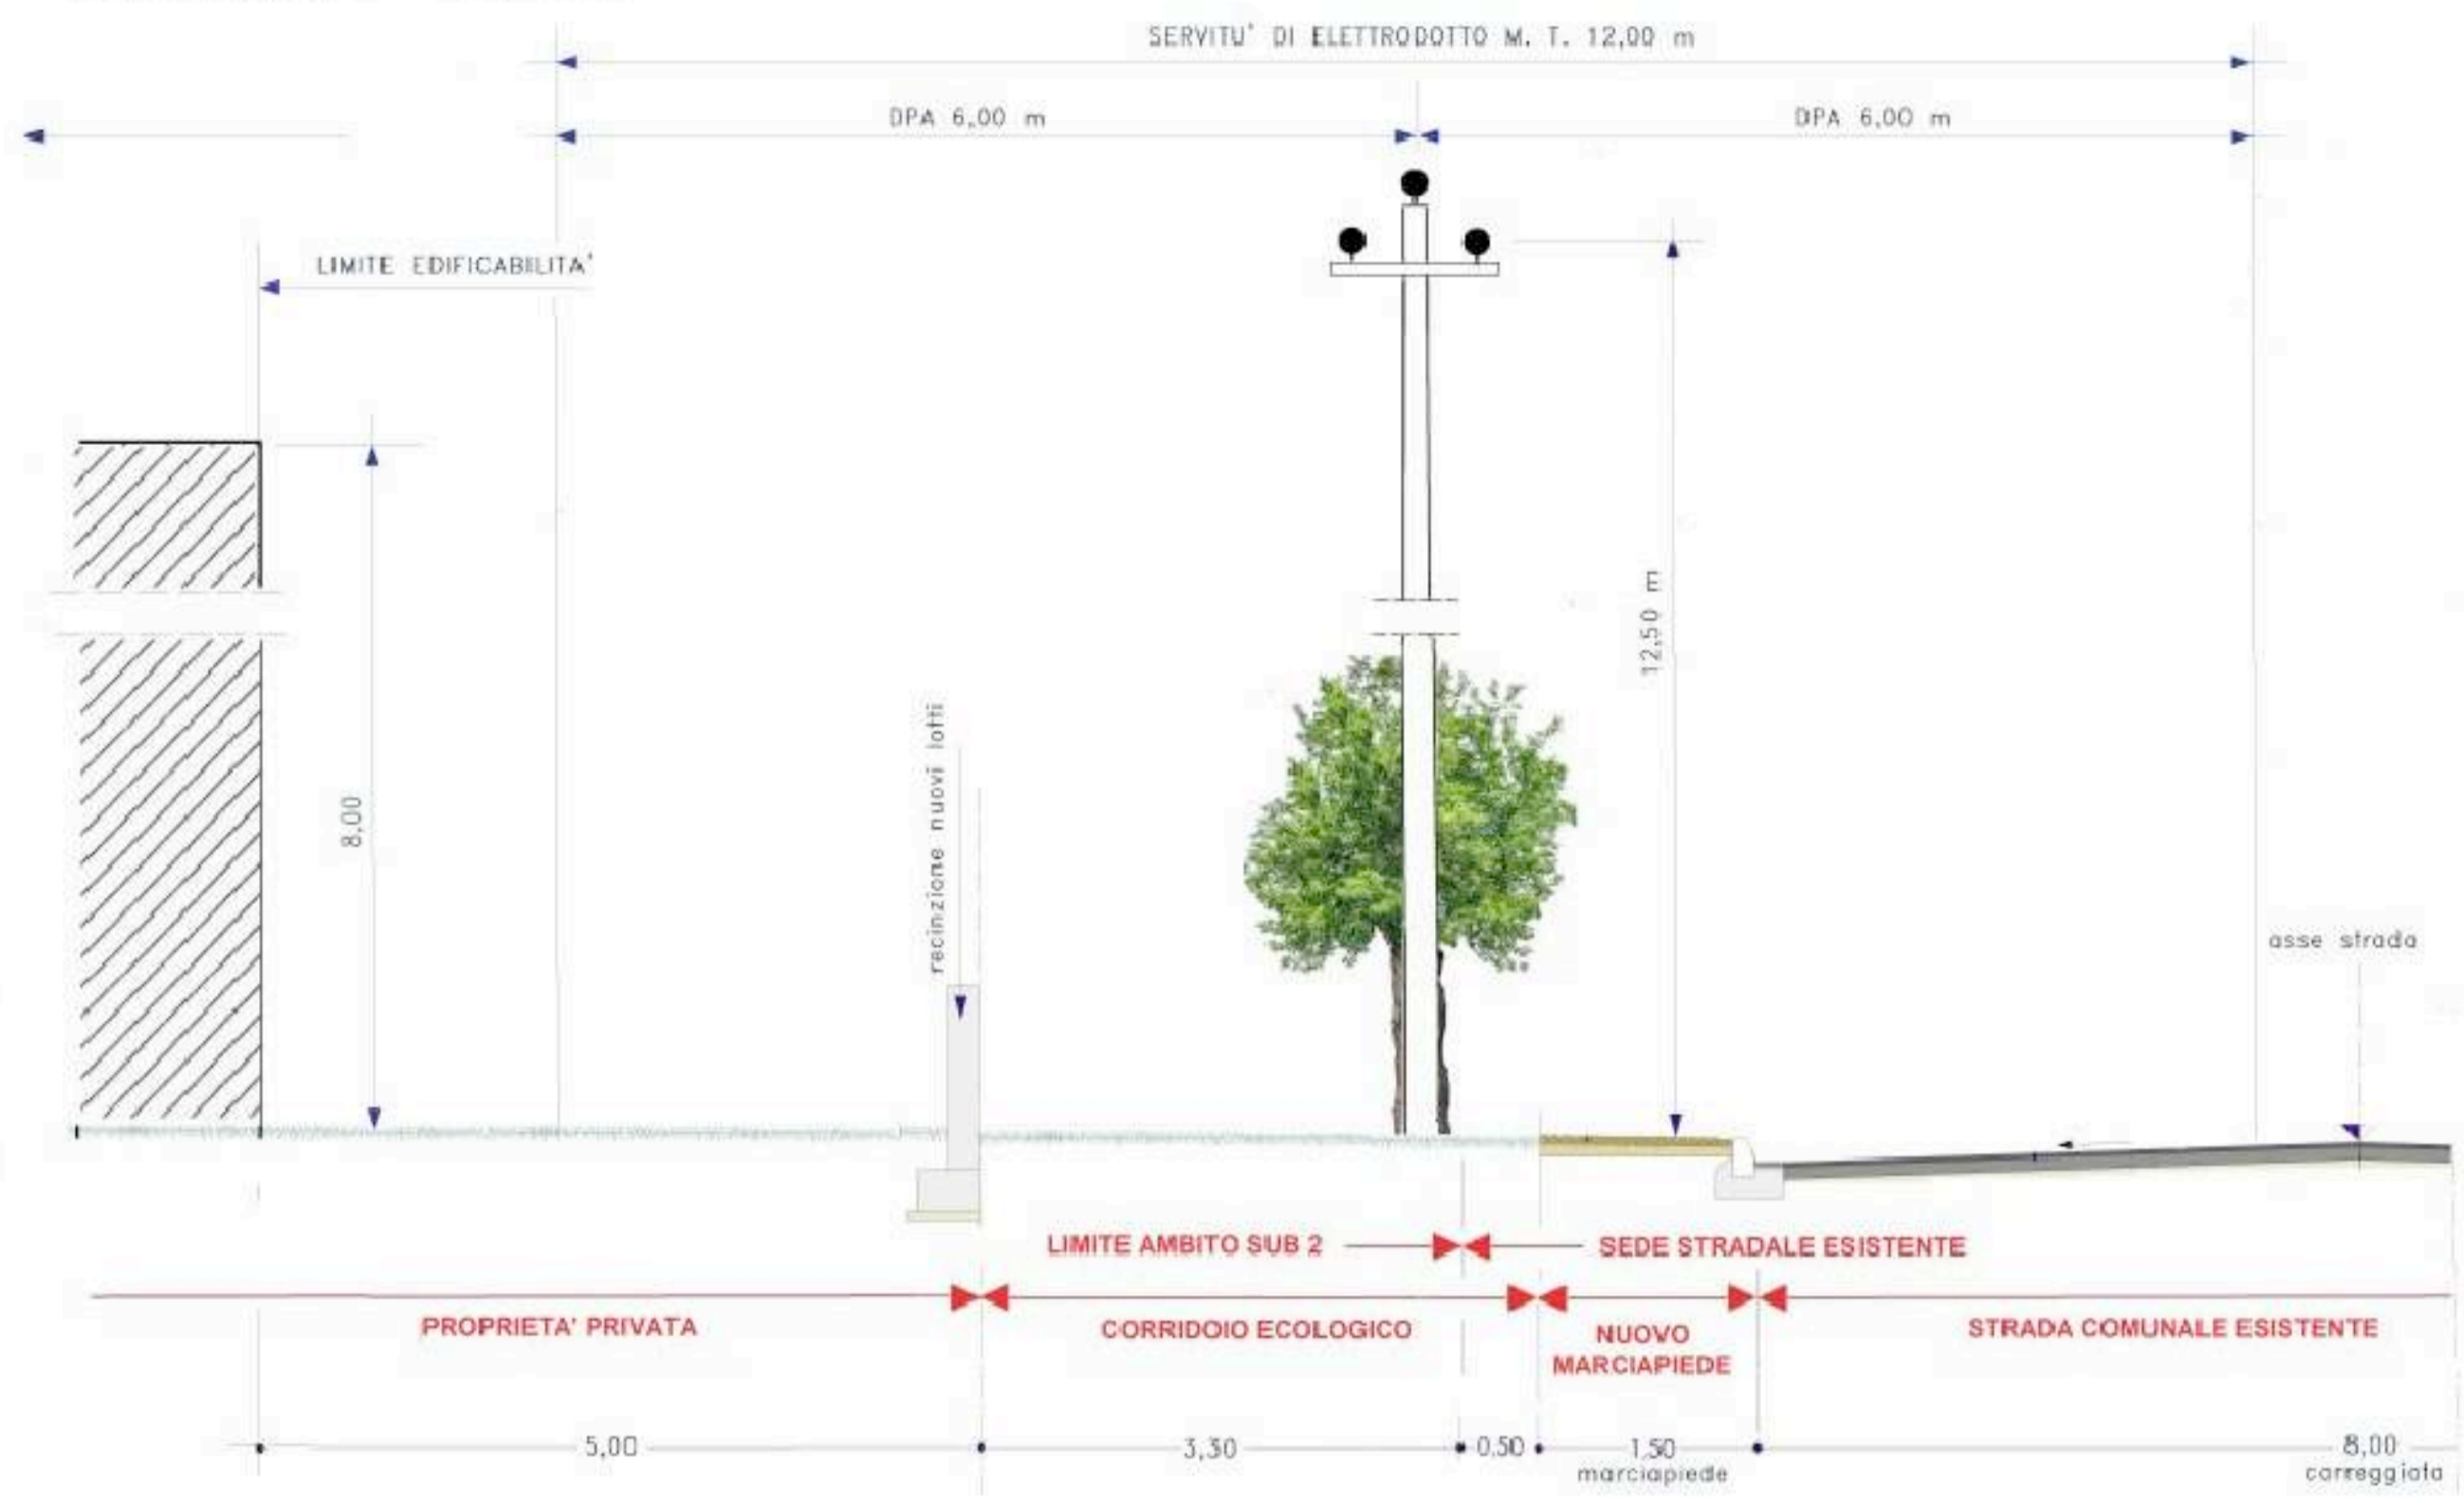 SERVITU' DI ELETTRODOTTO M. T. 12,00 m
DPA 6,00 m
DPA 6,00 m
LIMITE EDIFICABILITA'
12,50 m
recinzione nuovi lotti
8,00
asse strada
LIMITE AMBITO SUB 2
SEDE STRADALE ESISTENTE
PROPRIETA' PRIVATA
CORRIDOIO ECOLOGICO
NUOVO
MARCIAPIEDE
STRADA COMUNALE ESISTENTE
5,00
3,30
0.50
1,50
marciapiede
8,00
carreggiata